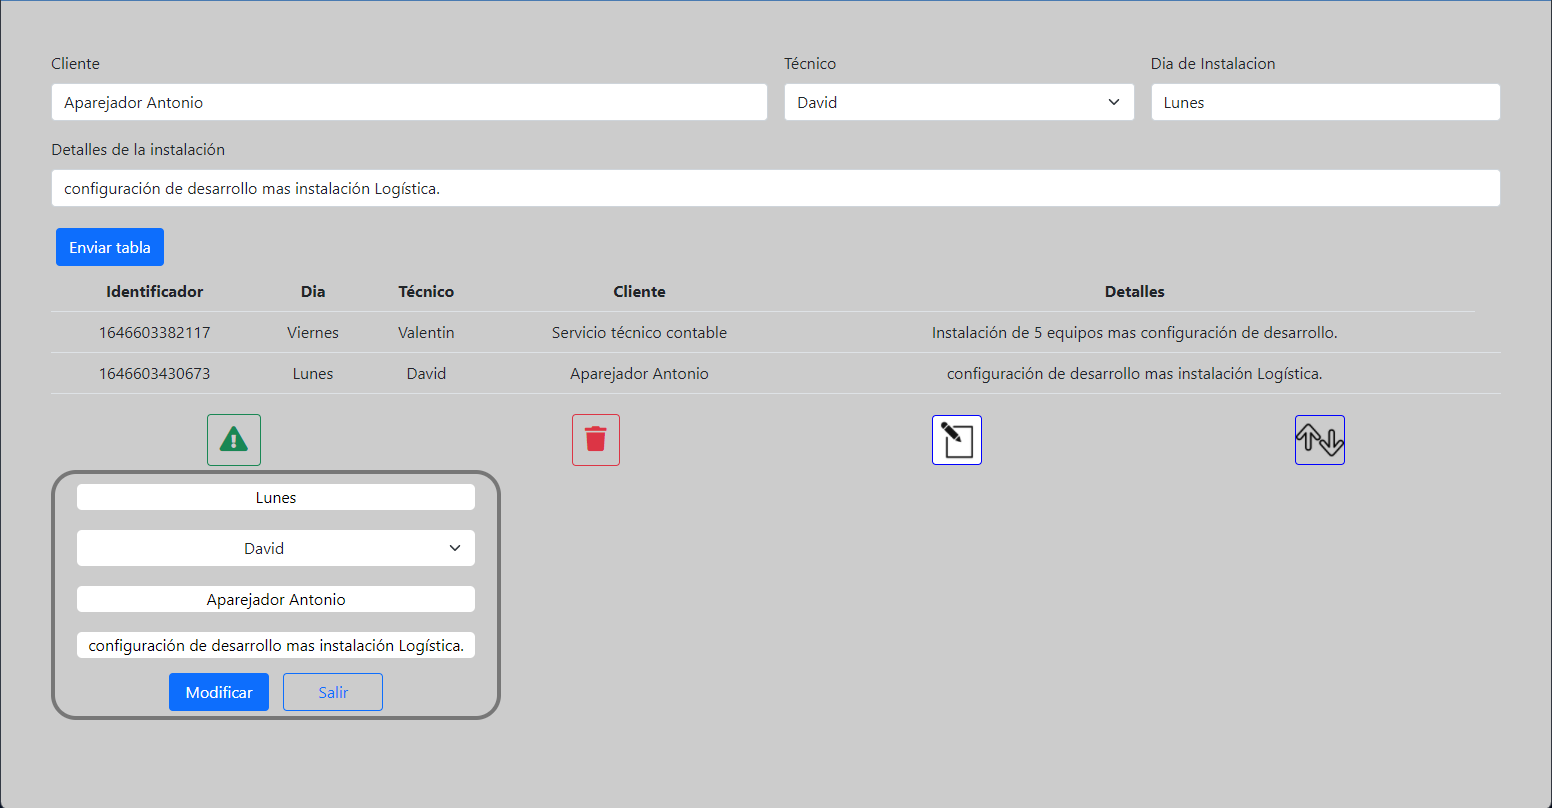 Cliente Técnico Dia de Instalacion
Aparejador Antonio David Lunes
Detalles de la instalación
configuración de desarrollo mas instalación Logística.
Enviar tabla
Identificador Dia Técnico Cliente Detalles
1646603382117 Viernes Valentin Servicio técnico contable Instalación de 5 equipos mas configuración de desarrollo.
1646603430673 Lunes David Aparejador Antonio configuración de desarrollo mas instalación Logística.
Lunes
David
Aparejador Antonio
configuración de desarrollo mas instalación Logística.
Modificar Salir